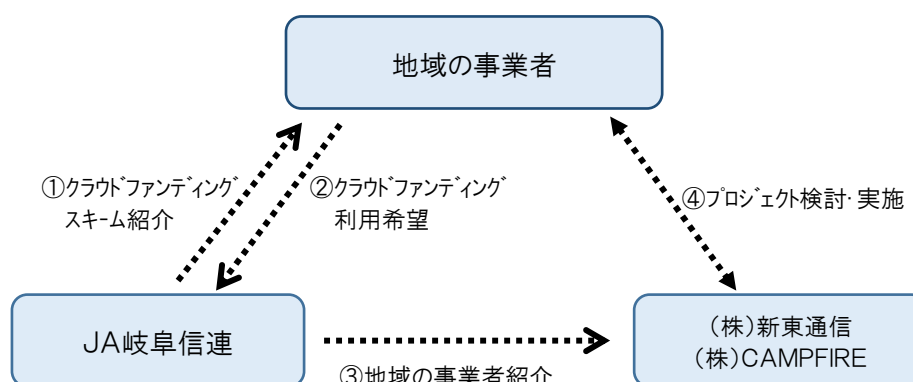 地域の事業者
①クラウドファンディング
スキーム紹介
②クラウドファンディング
利用希望
④プロジェクト検討・実施
JA岐阜信連
(株)新東通信
(株)CAMPFIRE
③地域の事業者紹介